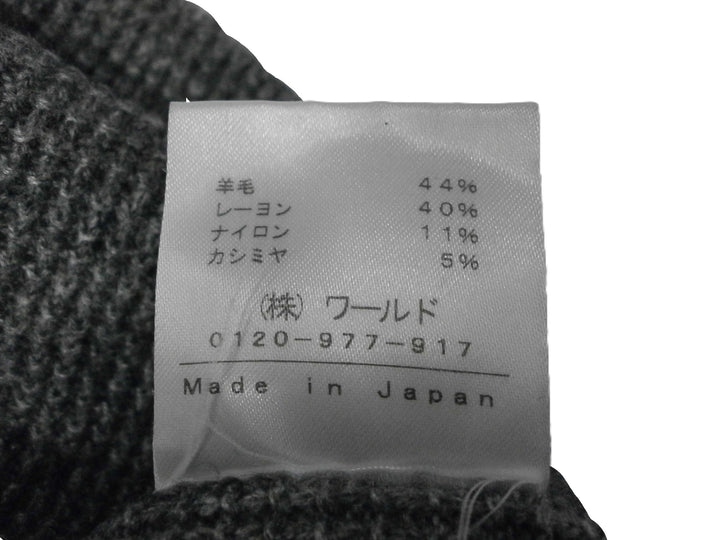 羊毛 44%
レーヨン 40%
ナイロン 11%
カシミヤ 5%
(株) ワールド
0120-977-917
Made in Japan